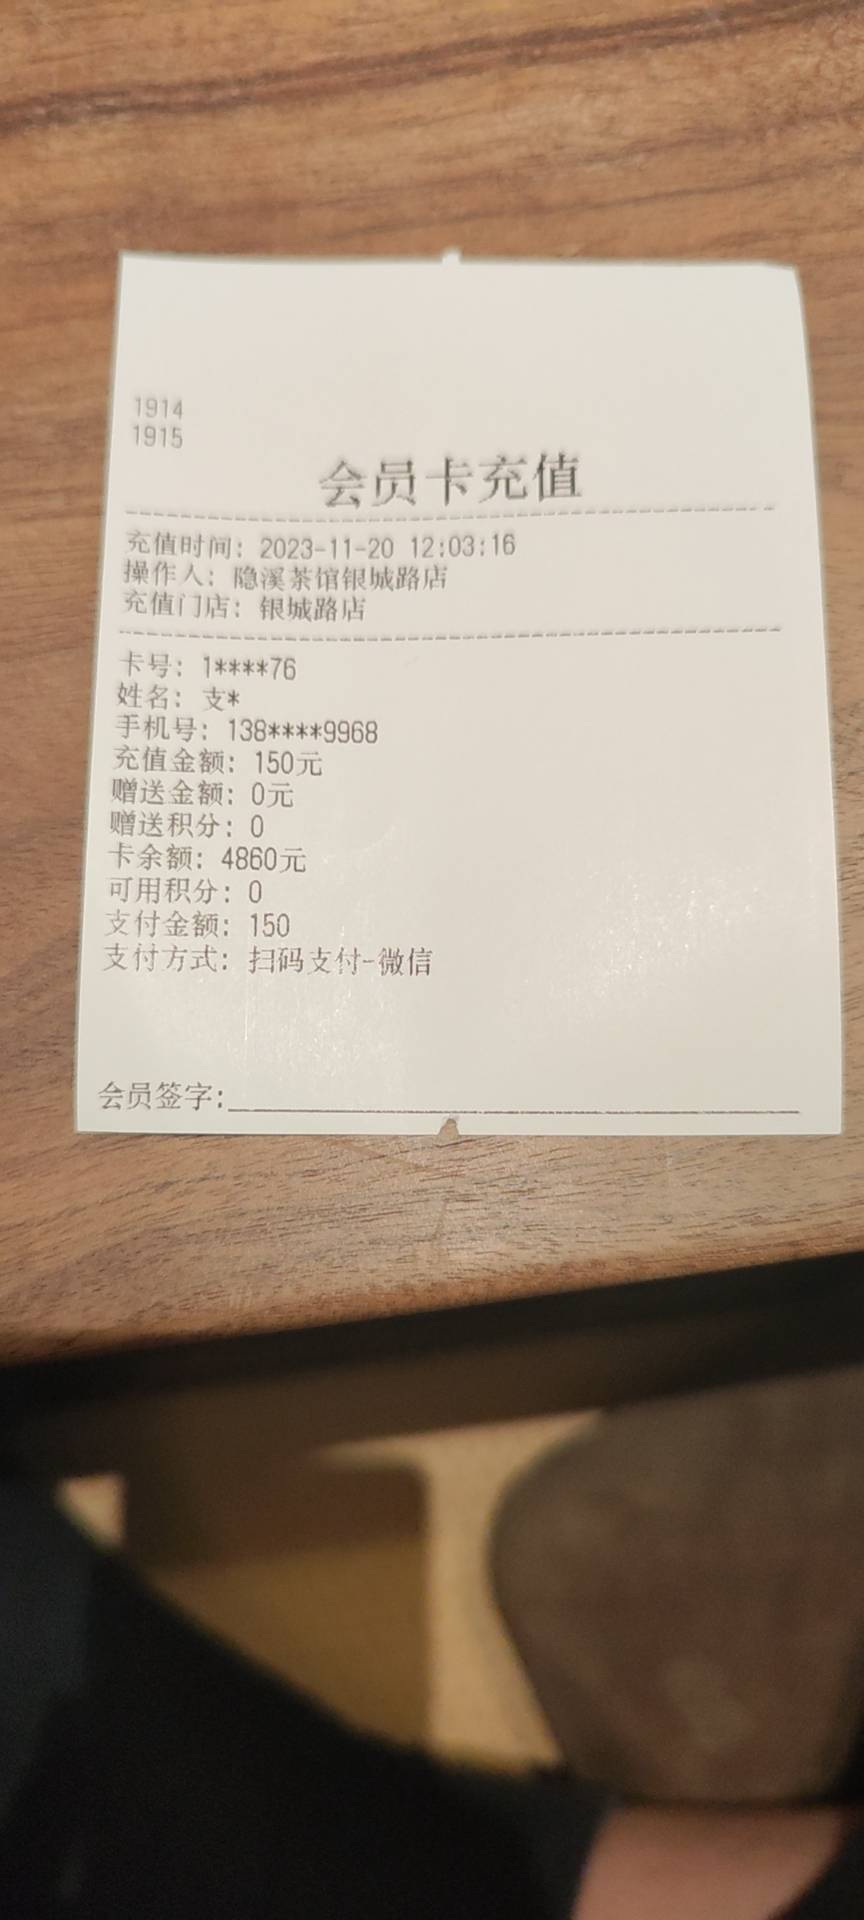 1914
1915
会员卡充值
充值时间: 2023-11-20 12:03:16
操作人: 隐溪茶馆银城路店
充值门店: 银城路店
卡号: 1****76
姓名: 支*
手机号: 138****9968
充值金额: 150元
赠送金额: 0元
赠送积分: 0
卡余额: 4860元
可用积分: 0
支付金额: 150
支付方式: 扫码支付-微信
会员签字: